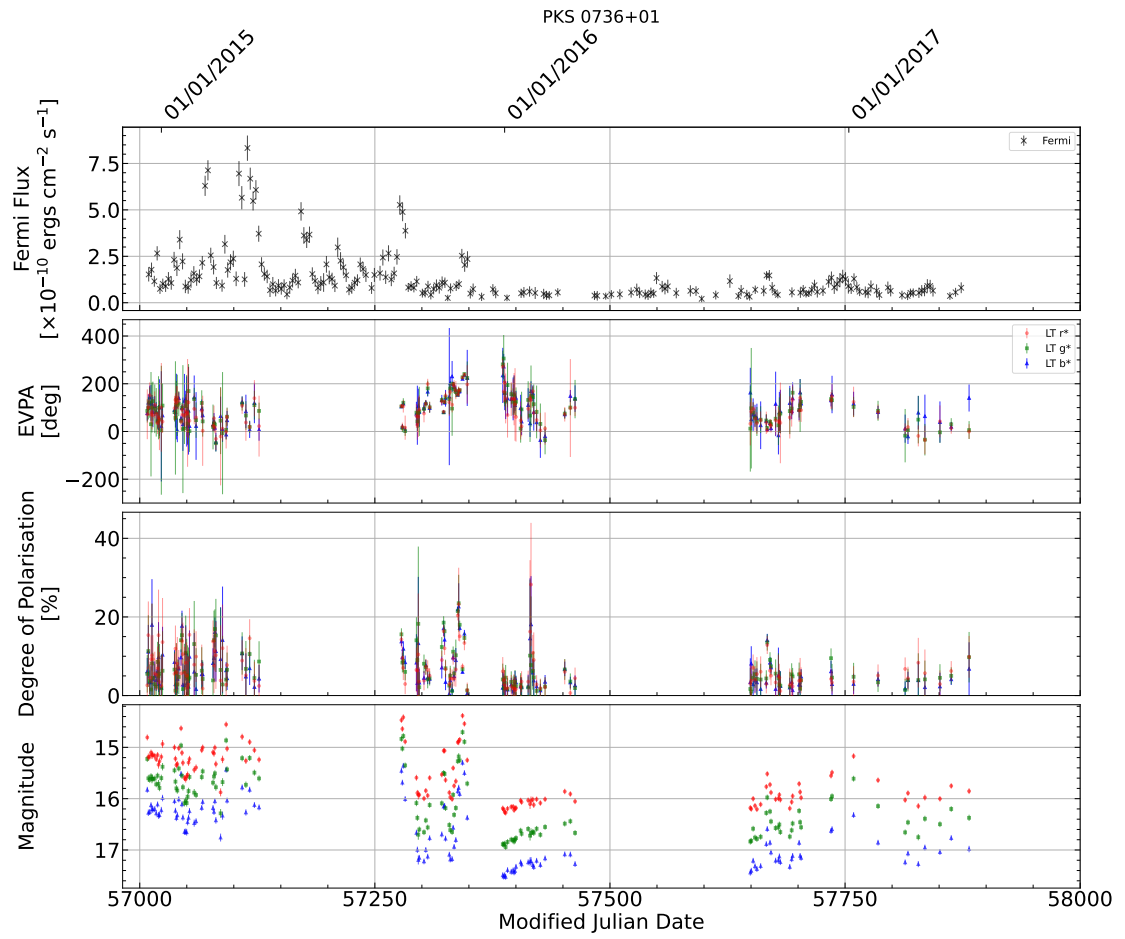 PKS 0736+01
01/01/2015
01/01/2016
01/01/2017
Fermi Flux
[×10⁻¹⁰ ergs cm⁻² s⁻¹]
7.5
5.0
2.5
0.0
Fermi
EVPA
[deg]
400
200
0
−200
LT r*
LT g*
LT b*
Degree of Polarisation
[%]
40
20
0
Magnitude
15
16
17
57000
57250
57500
57750
58000
Modified Julian Date